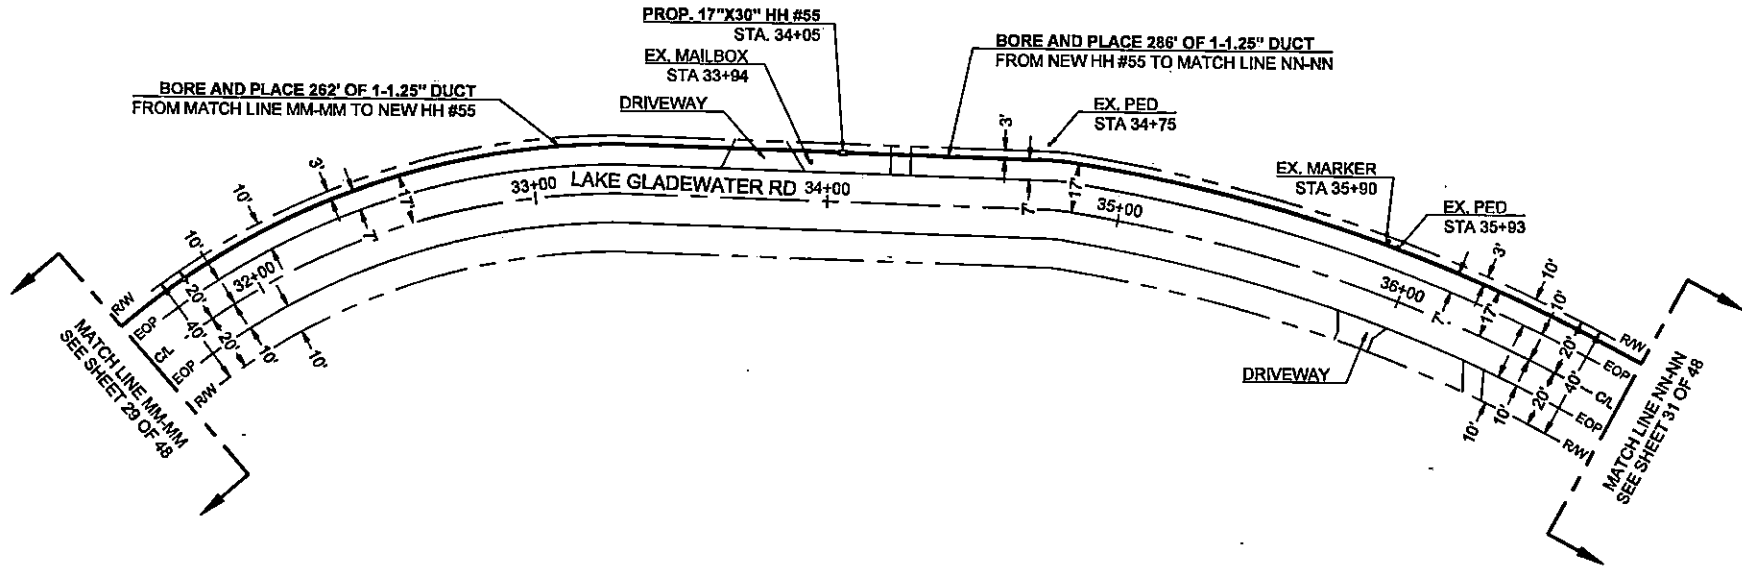 PROP. 17"X30" HH #55
STA. 34+05
EX. MAILBOX
STA 33+94
DRIVEWAY
BORE AND PLACE 286' OF 1-1.25" DUCT
FROM NEW HH #55 TO MATCH LINE NN-NN
BORE AND PLACE 262' OF 1-1.25" DUCT
FROM MATCH LINE MM-MM TO NEW HH #55
EX. PED
STA 34+75
EX. MARKER
STA 35+90
EX. PED
STA 35+93
3'
10'
3'
17'
7'
10'
33+00
LAKE GLADEWATER RD
34+00
7'
17'
35+00
32+00
36+00
3'
10'
10'
7'
17'
R/W
EOP
C/L
EOP
R/W
20'
40'
20'
10'
10'
MATCH LINE MM-MM
SEE SHEET 29 OF 48
DRIVEWAY
20'
40'
20'
10'
10'
R/W
EOP
C/L
EOP
R/W
MATCH LINE NN-NN
SEE SHEET 31 OF 48